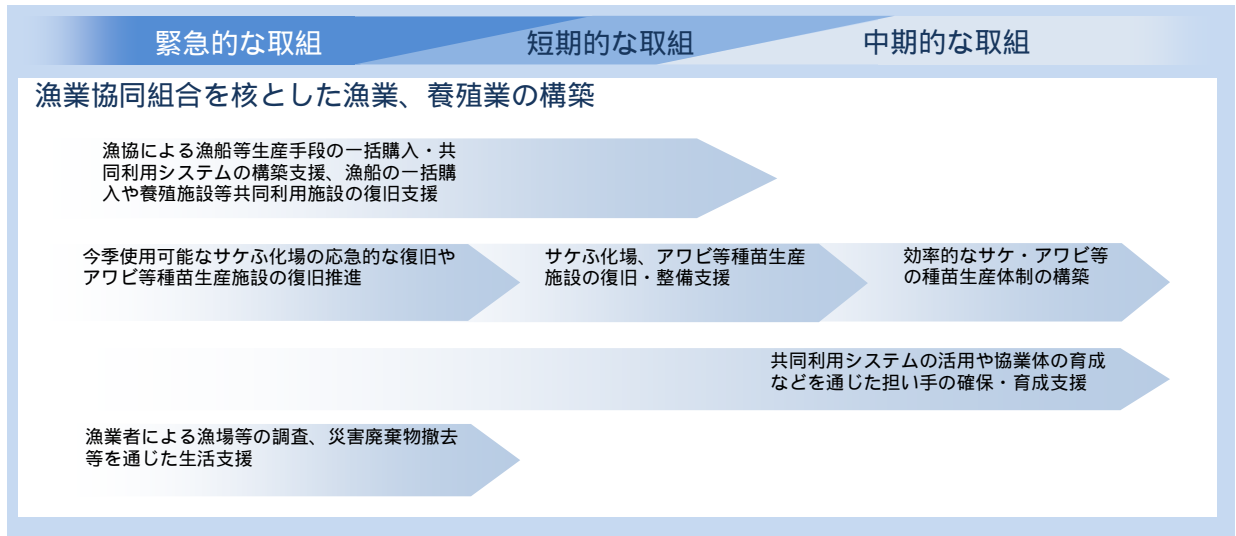 緊急的な取組
短期的な取組
中期的な取組
漁業協同組合を核とした漁業、養殖業の構築
漁協による漁船等生産手段の一括購入・共
同利用システムの構築支援、漁船の一括購
入や養殖施設等共同利用施設の復旧支援
今季使用可能なサケふ化場の応急的な復旧や
アワビ等種苗生産施設の復旧推進
サケふ化場、アワビ等種苗生産
施設の復旧・整備支援
効率的なサケ・アワビ等
の種苗生産体制の構築
共同利用システムの活用や協業体の育成
などを通じた担い手の確保・育成支援
漁業者による漁場等の調査、災害廃棄物撤去
等を通じた生活支援